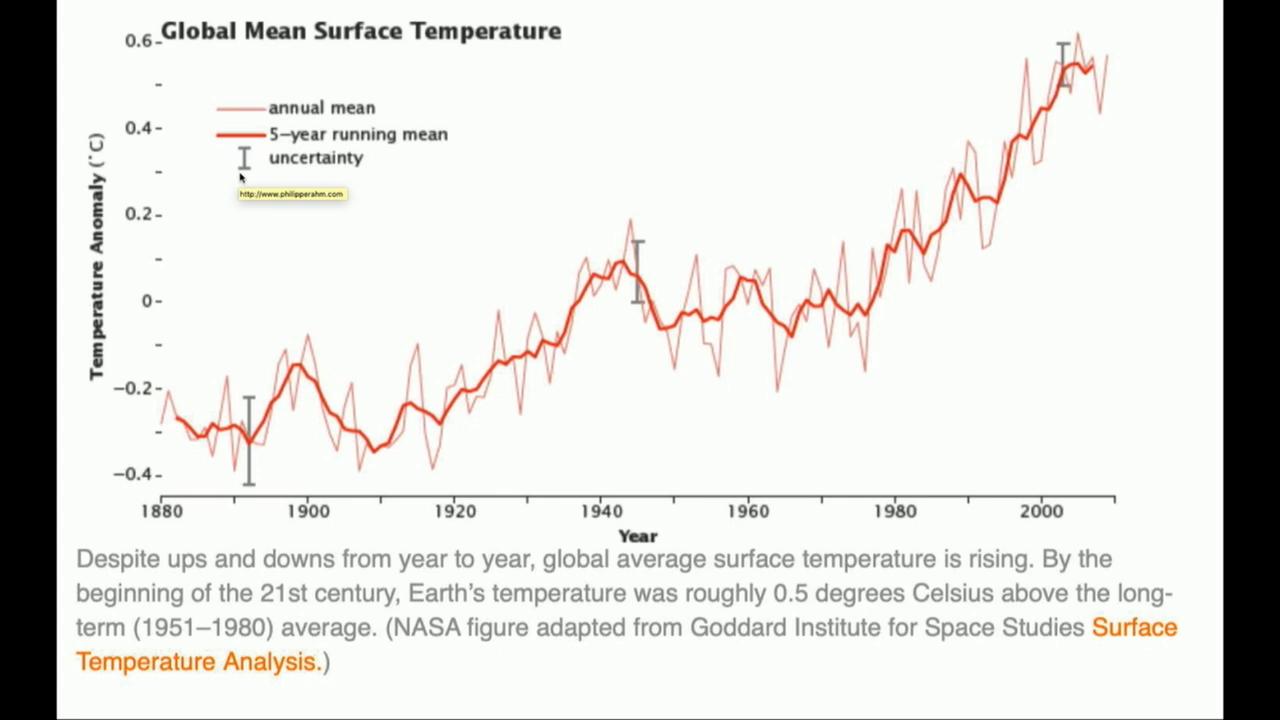 Global Mean Surface Temperature
0.6
annual mean
0.4
5-year running mean
uncertainty
http://www.philipperahm.com
0.2
Temperature Anomaly (˚C)
0
−0.2
−0.4
1880 1900 1920 1940 1960 1980 2000
Year
Despite ups and downs from year to year, global average surface temperature is rising. By the
beginning of the 21st century, Earth’s temperature was roughly 0.5 degrees Celsius above the long-
term (1951–1980) average. (NASA figure adapted from Goddard Institute for Space Studies Surface
Temperature Analysis.)